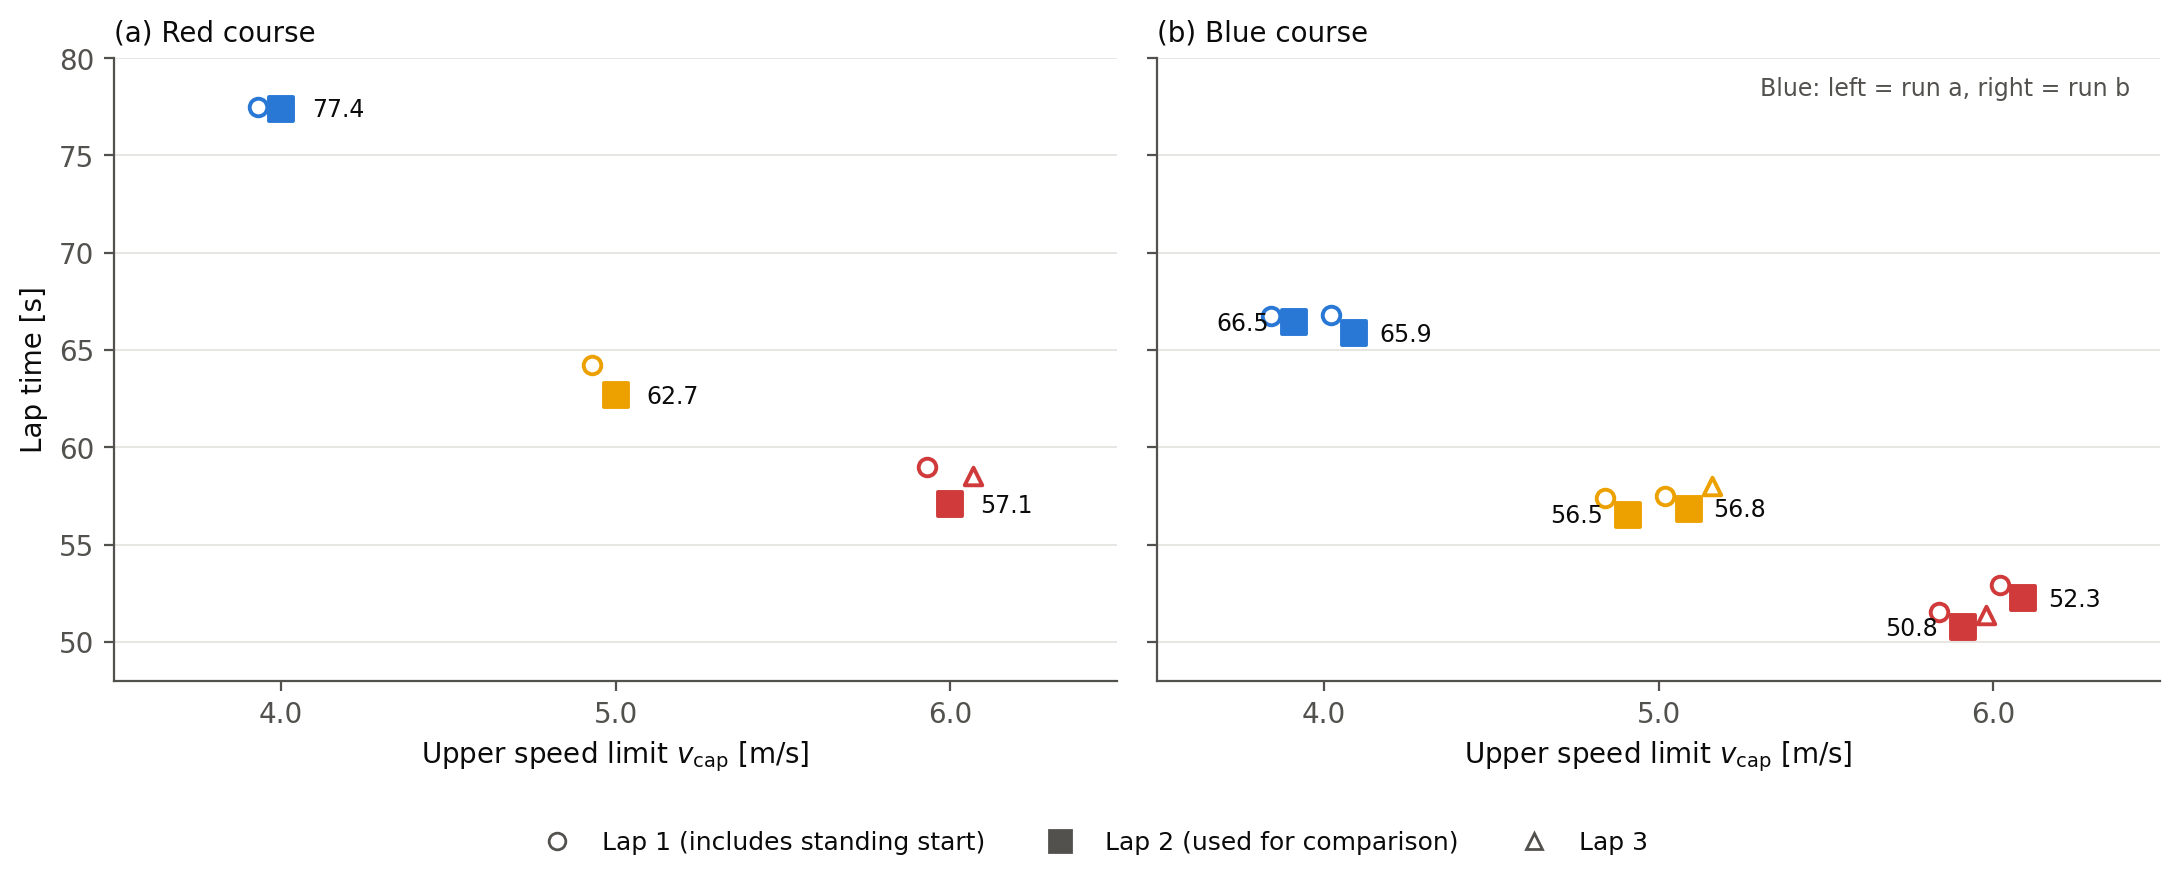 (a) Red course
(b) Blue course
Blue: left = run a, right = run b
Lap time [s]
80
75
70
65
60
55
50
77.4
62.7
57.1
66.5
65.9
56.5
56.8
50.8
52.3
4.0 5.0 6.0
4.0 5.0 6.0
Upper speed limit vcap [m/s]
Upper speed limit vcap [m/s]
Lap 1 (includes standing start)
Lap 2 (used for comparison)
Lap 3